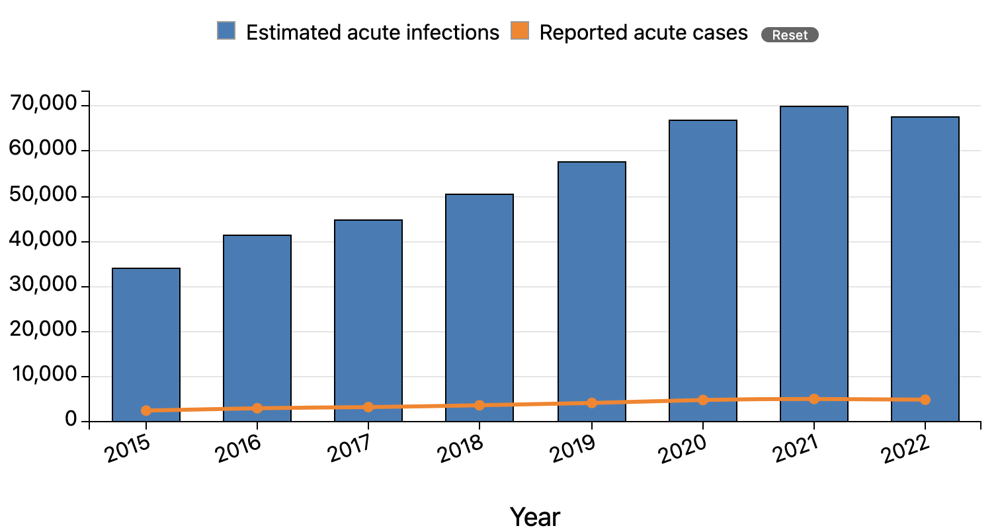 Estimated acute infections Reported acute cases Reset
70,000
60,000
50,000
40,000
30,000
20,000
10,000
0
2015 2016 2017 2018 2019 2020 2021 2022
Year